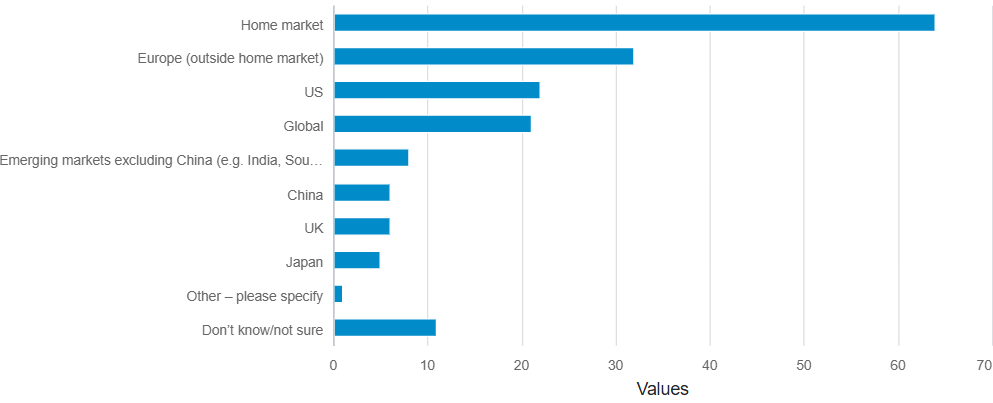 Home market
Europe (outside home market)
US
Global
Emerging markets excluding China (e.g. India, Sou…
China
UK
Japan
Other – please specify
Don’t know/not sure
0 10 20 30 40 50 60 70
Values